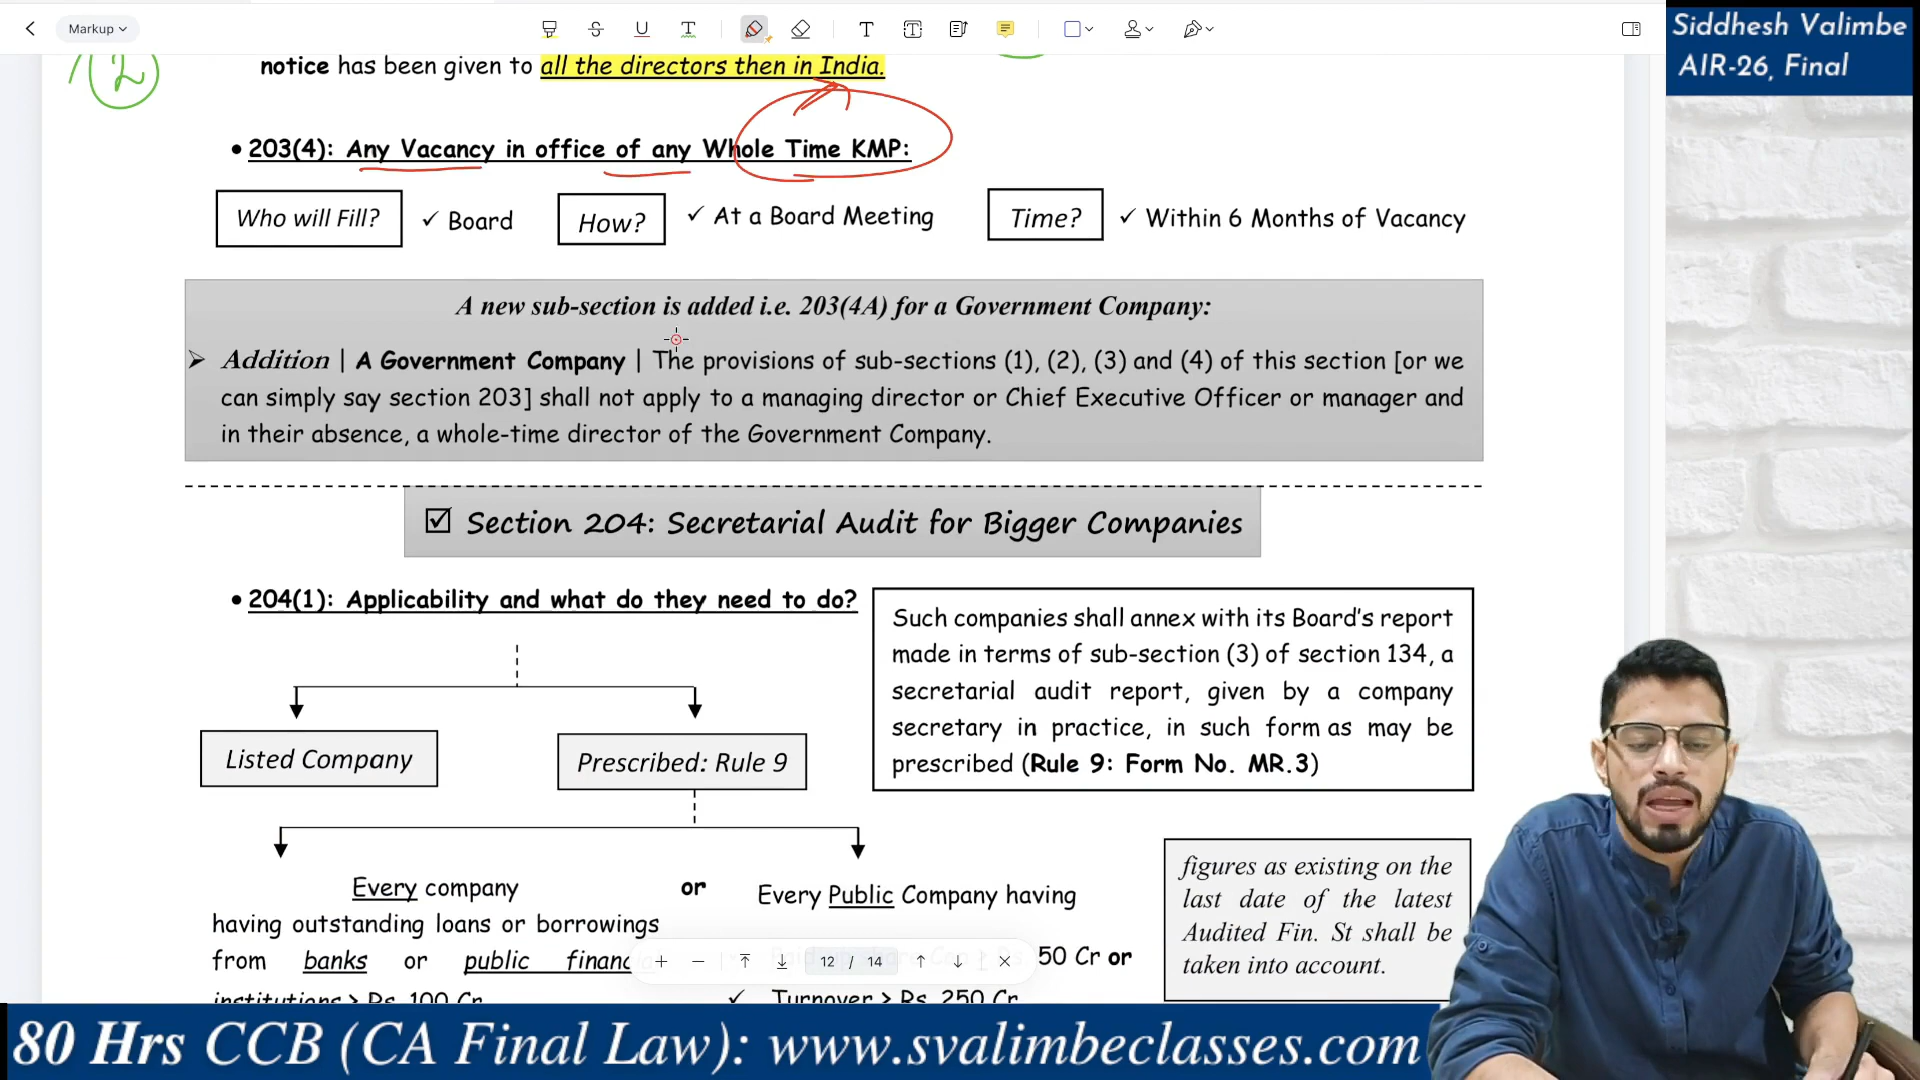 Markup
Siddhesh Valimbe
AIR-26, Final
notice has been given to all the directors then in India.
• 203(4): Any Vacancy in office of any Whole Time KMP:
Who will Fill? ✓ Board How? ✓ At a Board Meeting Time? ✓ Within 6 Months of Vacancy
A new sub-section is added i.e. 203(4A) for a Government Company:
➢ Addition | A Government Company | The provisions of sub-sections (1), (2), (3) and (4) of this section [or we
can simply say section 203] shall not apply to a managing director or Chief Executive Officer or manager and
in their absence, a whole-time director of the Government Company.
☑ Section 204: Secretarial Audit for Bigger Companies
• 204(1): Applicability and what do they need to do?
Such companies shall annex with its Board's report
made in terms of sub-section (3) of section 134, a
secretarial audit report, given by a company
secretary in practice, in such form as may be
prescribed (Rule 9: Form No. MR.3)
Listed Company
Prescribed: Rule 9
Every company
having outstanding loans or borrowings
from banks or public financ
institutions > Rs. 100 Cr
or
Every Public Company having
50 Cr or
✓ Turnover > Rs. 250 Cr
figures as existing on the
last date of the latest
Audited Fin. St shall be
taken into account.
12 / 14
80 Hrs CCB (CA Final Law): www.svalimbeclasses.com